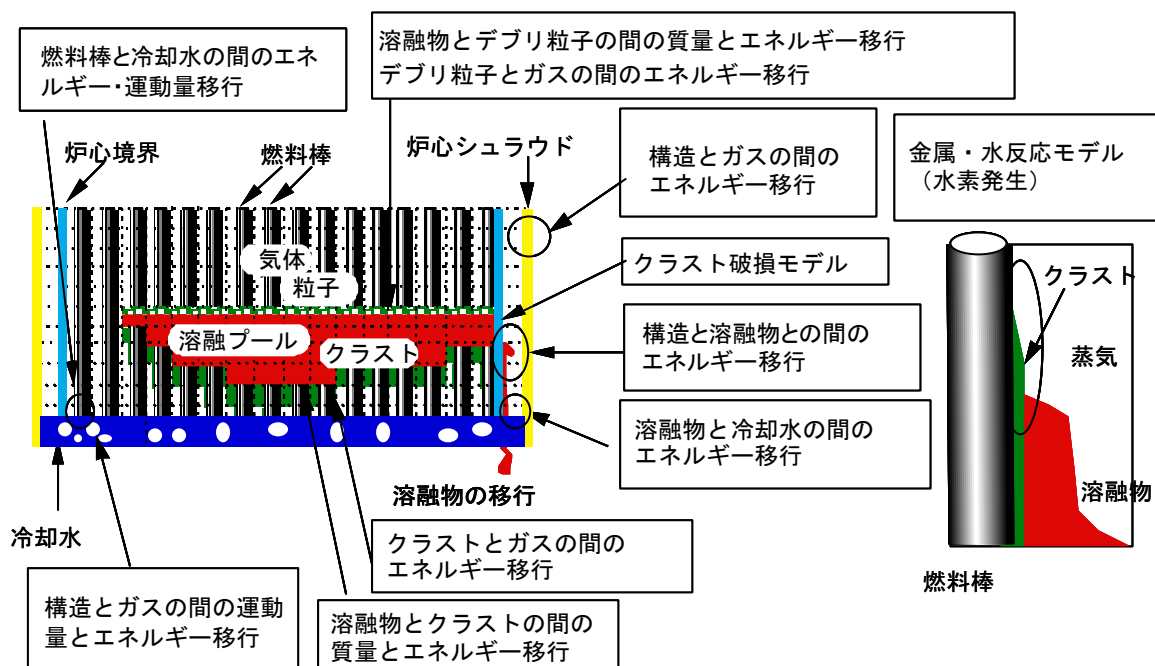 燃料棒と冷却水の間のエネ
ルギー・運動量移行
溶融物とデブリ粒子の間の質量とエネルギー移行
デブリ粒子とガスの間のエネルギー移行
炉心境界
燃料棒
炉心シュラウド
構造とガスの間の
エネルギー移行
金属・水反応モデル
（水素発生）
気体
粒子
クラスト破損モデル
クラスト
溶融プール
クラスト
構造と溶融物との間の
エネルギー移行
蒸気
溶融物と冷却水の間の
エネルギー移行
溶融物の移行
溶融物
冷却水
クラストとガスの間の
エネルギー移行
燃料棒
構造とガスの間の運動
量とエネルギー移行
溶融物とクラストの間の
質量とエネルギー移行